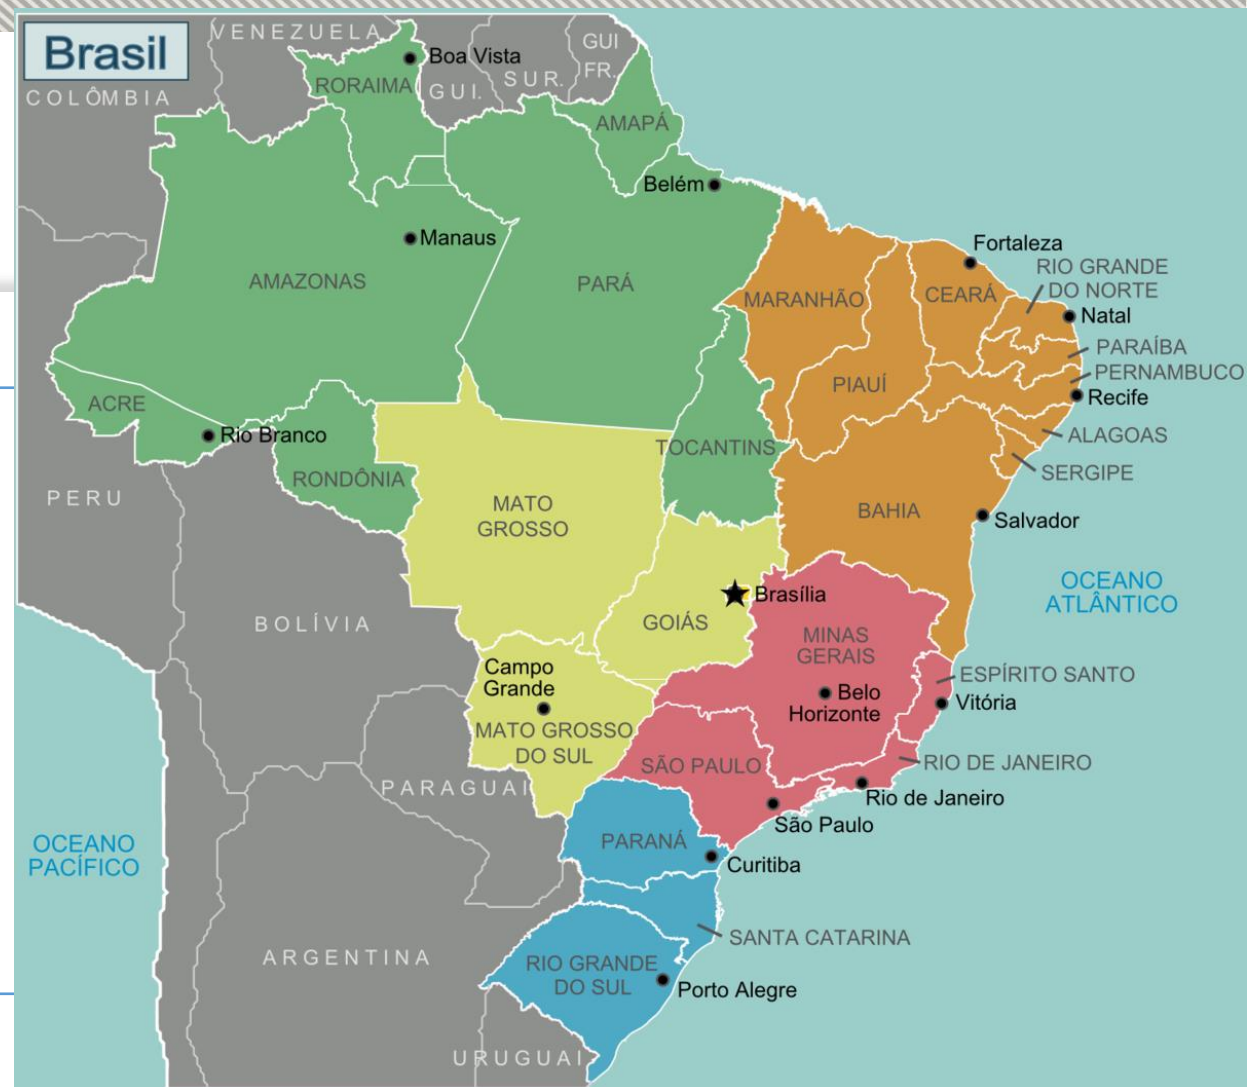 Brasil
VENEZUELA
COLÔMBIA
GUI.
SUR.
GUI
FR.
Boa Vista
RORAIMA
AMAPÁ
Belém
Manaus
AMAZONAS
PARÁ
MARANHÃO
Fortaleza
CEARÁ
RIO GRANDE
DO NORTE
Natal
PARAÍBA
PERNAMBUCO
Recife
PIAUÍ
ACRE
Rio Branco
ALAGOAS
SERGIPE
TOCANTINS
RONDÔNIA
PERU
MATO
GROSSO
BAHIA
Salvador
OCEANO
ATLÂNTICO
Brasília
GOIÁS
BOLÍVIA
MINAS
GERAIS
Campo
Grande
ESPÍRITO SANTO
Belo
Horizonte
Vitória
MATO GROSSO
DO SUL
SÃO PAULO
RIO DE JANEIRO
PARAGUAI
Rio de Janeiro
São Paulo
OCEANO
PACÍFICO
PARANÁ
Curitiba
SANTA CATARINA
ARGENTINA
RIO GRANDE
DO SUL
Porto Alegre
URUGUAI